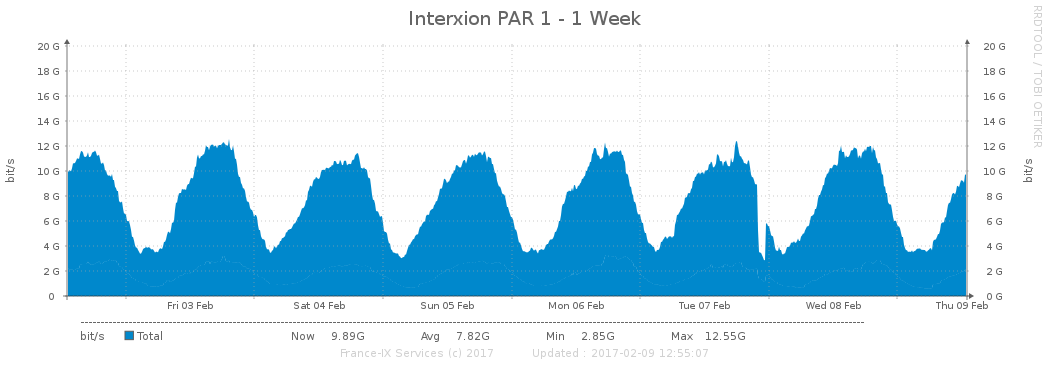 Interxion PAR 1 - 1 Week
RRDTOOL / TOBI OETIKER
20 G 20 G
18 G 18 G
16 G 16 G
14 G 14 G
12 G 12 G
10 G 10 G
8 G 8 G
6 G 6 G
4 G 4 G
2 G 2 G
0 0 G
bit/s
bit/s
Fri 03 Feb Sat 04 Feb Sun 05 Feb Mon 06 Feb Tue 07 Feb Wed 08 Feb Thu 09 Feb
bit/s Total Now 9.89G Avg 7.82G Min 2.85G Max 12.55G
France-IX Services (c) 2017 Updated : 2017-02-09 12:55:07